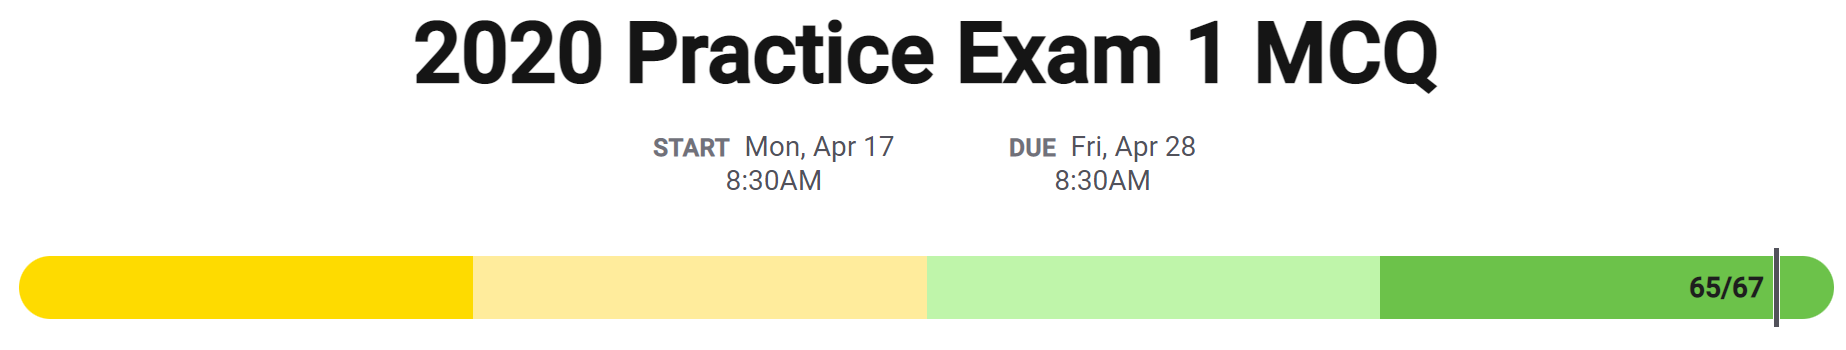 2020 Practice Exam 1 MCQ
START Mon, Apr 17
8:30AM
DUE Fri, Apr 28
8:30AM
65/67